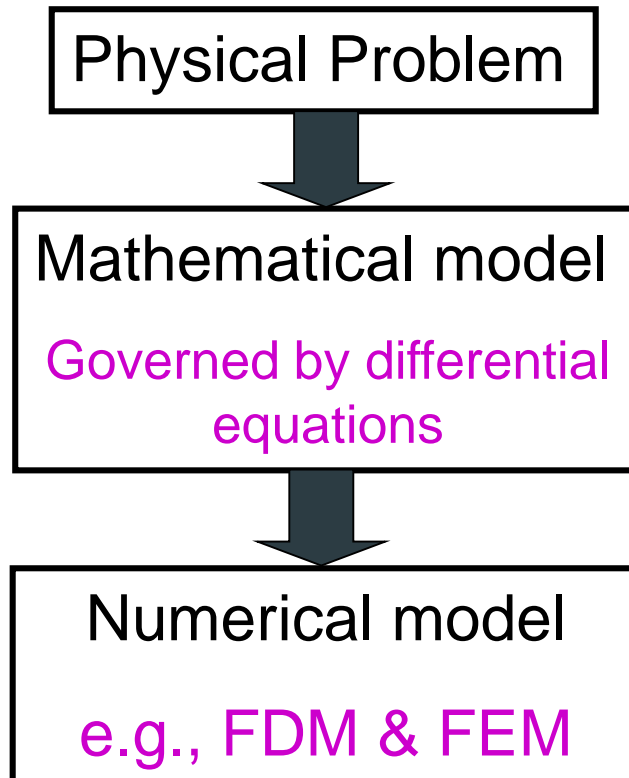 Physical Problem
Mathematical model
Governed by differential
equations
Numerical model
e.g., FDM & FEM